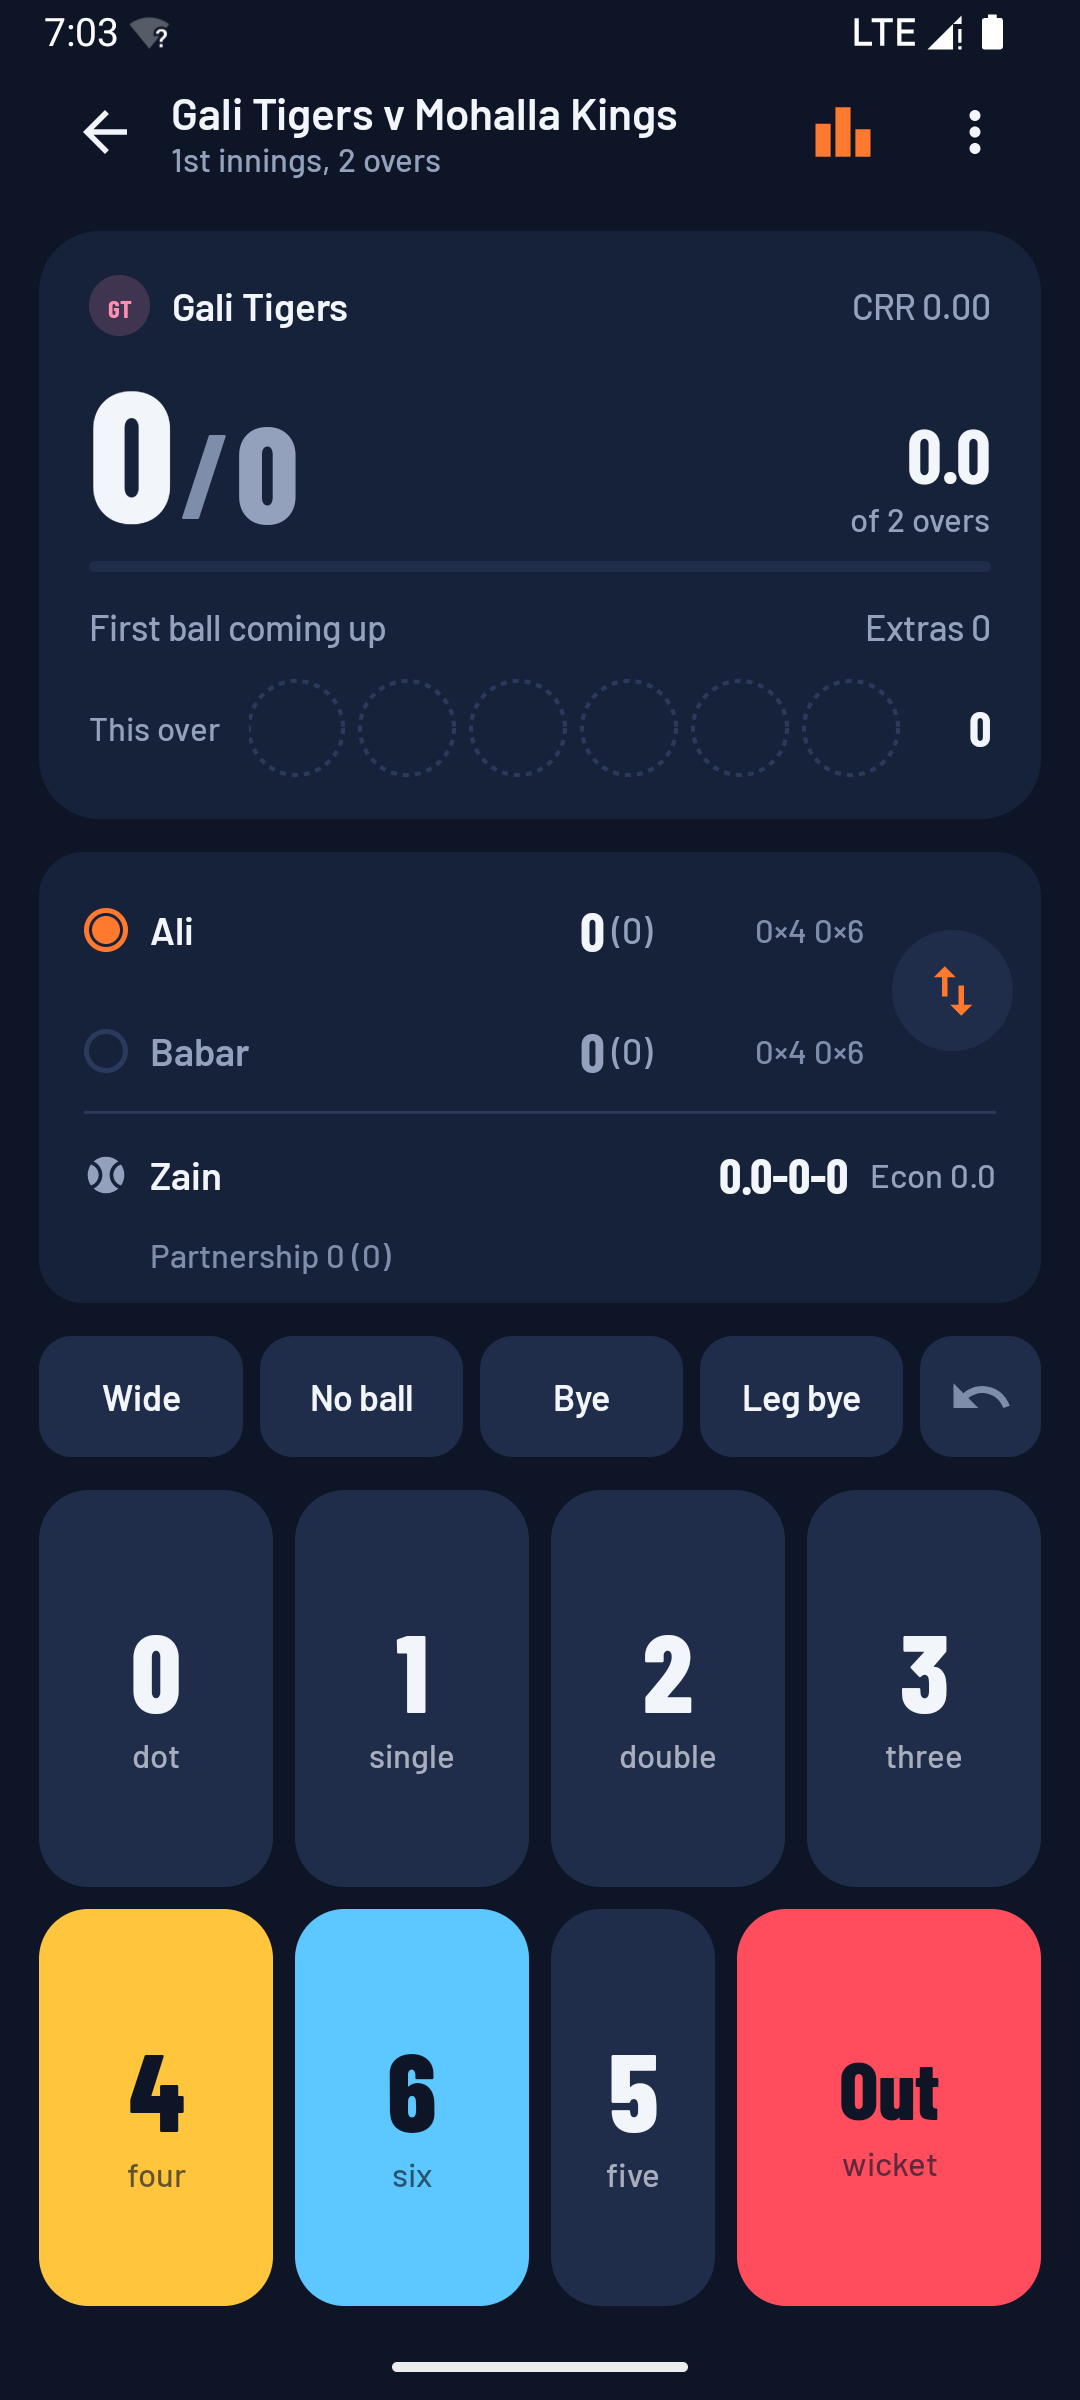 7:03
LTE
Gali Tigers v Mohalla Kings
1st innings, 2 overs
GT
Gali Tigers
CRR 0.00
0/0
0.0
of 2 overs
First ball coming up
Extras 0
This over
0
Ali
0 (0)
0×4 0×6
Babar
0 (0)
0×4 0×6
Zain
0.0-0-0
Econ 0.0
Partnership 0 (0)
Wide
No ball
Bye
Leg bye
0
1
2
3
dot
single
double
three
4
6
5
Out
four
six
five
wicket